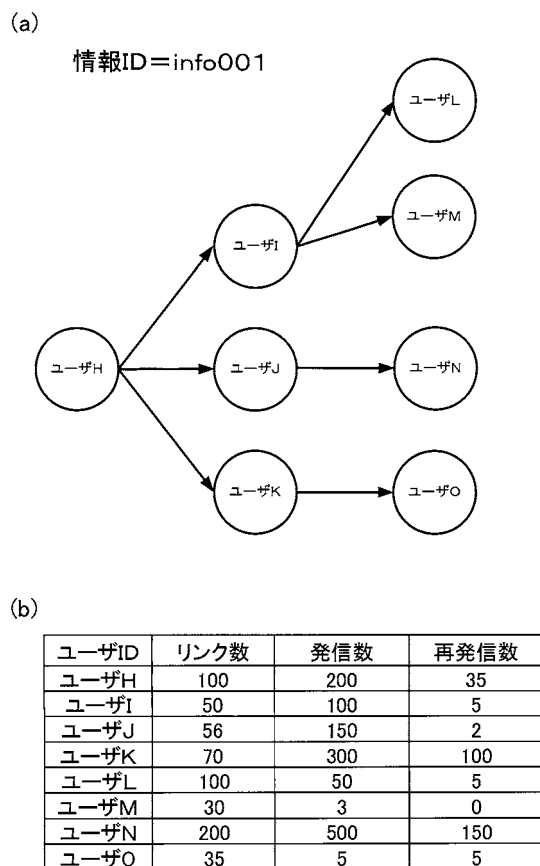 (a)
情報ID=info001
ユーザL
ユーザM
ユーザI
ユーザH
ユーザJ
ユーザN
ユーザK
ユーザO
(b)
ユーザID リンク数 発信数 再発信数
ユーザH 100 200 35
ユーザI 50 100 5
ユーザJ 56 150 2
ユーザK 70 300 100
ユーザL 100 50 5
ユーザM 30 3 0
ユーザN 200 500 150
ユーザO 35 5 5